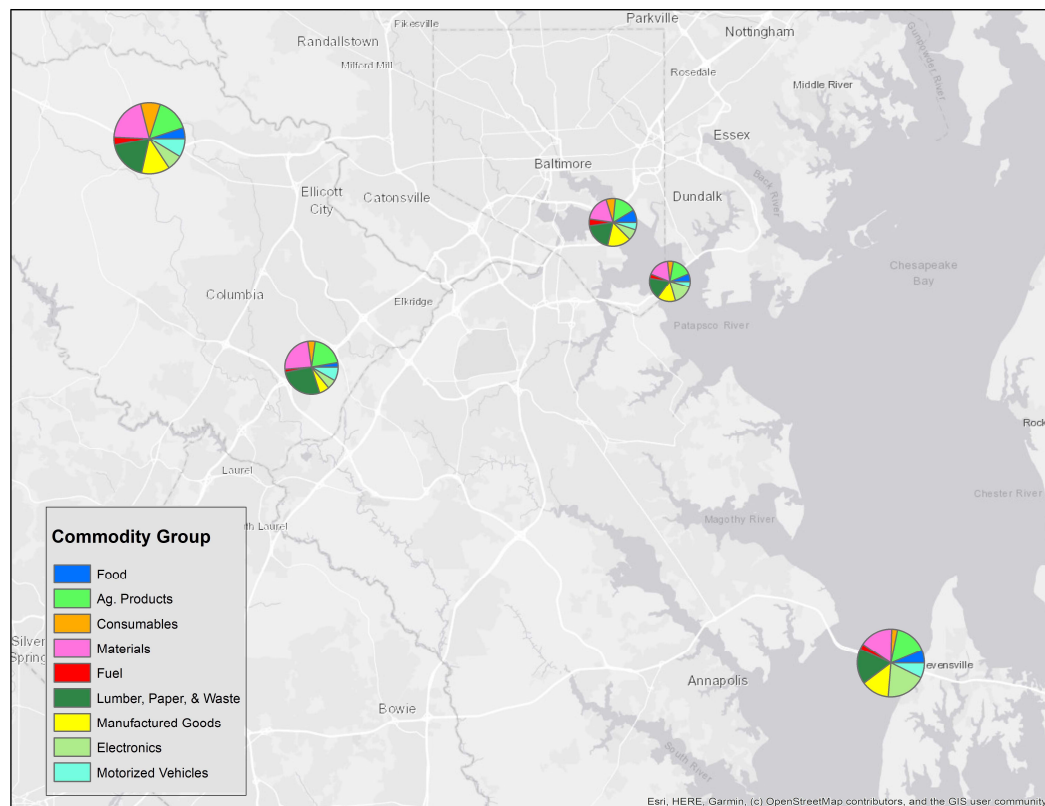 Pikesville
Parkville
Nottingham
Randallstown
Milford Mill
Rosedale
Gunpowder River
Middle River
Essex
Baltimore
Back River
Ellicott
City
Catonsville
Dundalk
Chesapeake
Bay
Columbia
Elkridge
Patapsco River
Rock
Laurel
Chester River
Magothy River
th Laurel
Commodity Group
Food
Ag. Products
Consumables
Materials
Fuel
Lumber, Paper, & Waste
Manufactured Goods
Electronics
Motorized Vehicles
Silver
Spring
evensville
Annapolis
Bowie
South River
Esri, HERE, Garmin, (c) OpenStreetMap contributors, and the GIS user community